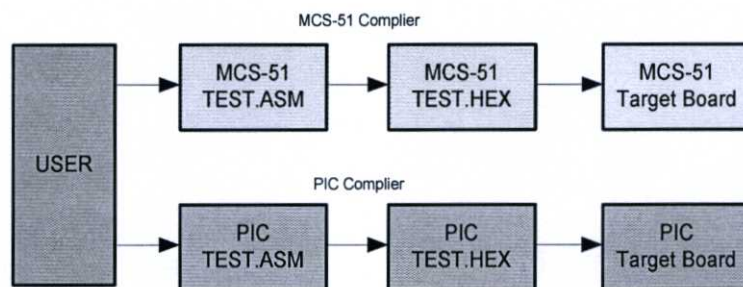 MCS-51 Complier
MCS-51
TEST.ASM
MCS-51
TEST.HEX
MCS-51
Target Board
USER
PIC Complier
PIC
TEST.ASM
PIC
TEST.HEX
PIC
Target Board